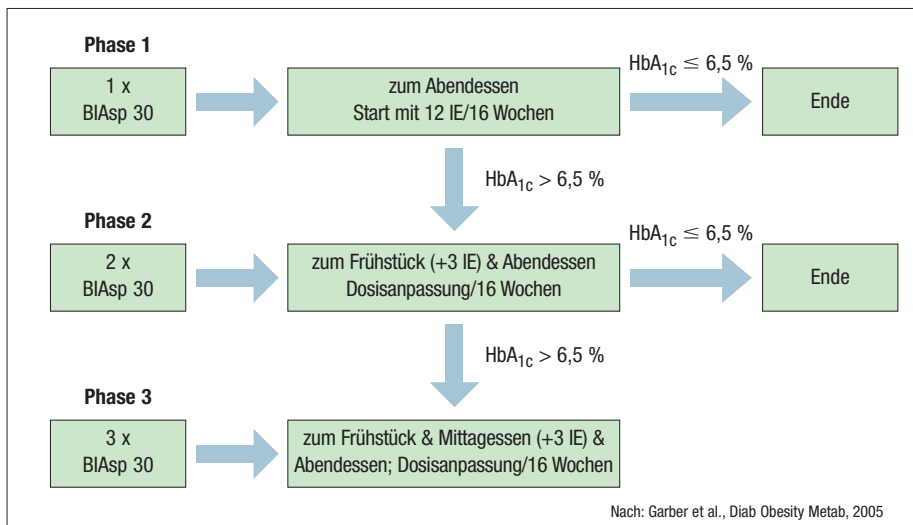 Phase 1
1 x
BIAsp 30
zum Abendessen
Start mit 12 IE/16 Wochen
HbA1c ≤ 6,5 %
Ende
HbA1c > 6,5 %
Phase 2
2 x
BIAsp 30
zum Frühstück (+3 IE) & Abendessen
Dosisanpassung/16 Wochen
HbA1c ≤ 6,5 %
Ende
HbA1c > 6,5 %
Phase 3
3 x
BIAsp 30
zum Frühstück & Mittagessen (+3 IE) &
Abendessen; Dosisanpassung/16 Wochen
Nach: Garber et al., Diab Obesity Metab, 2005